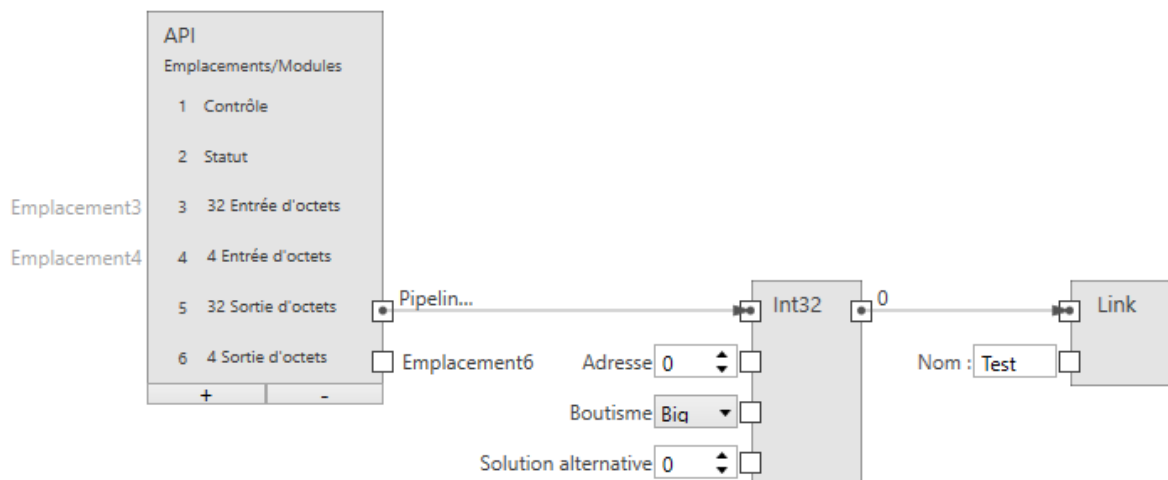 API
Emplacements/Modules
1 Contrôle
2 Statut
Emplacement3 3 32 Entrée d'octets
Emplacement4 4 4 Entrée d'octets
5 32 Sortie d'octets Pipelin... Int32 0 Link
6 4 Sortie d'octets Emplacement6 Adresse 0 Nom : Test
+ -
Boutisme Big
Solution alternative 0